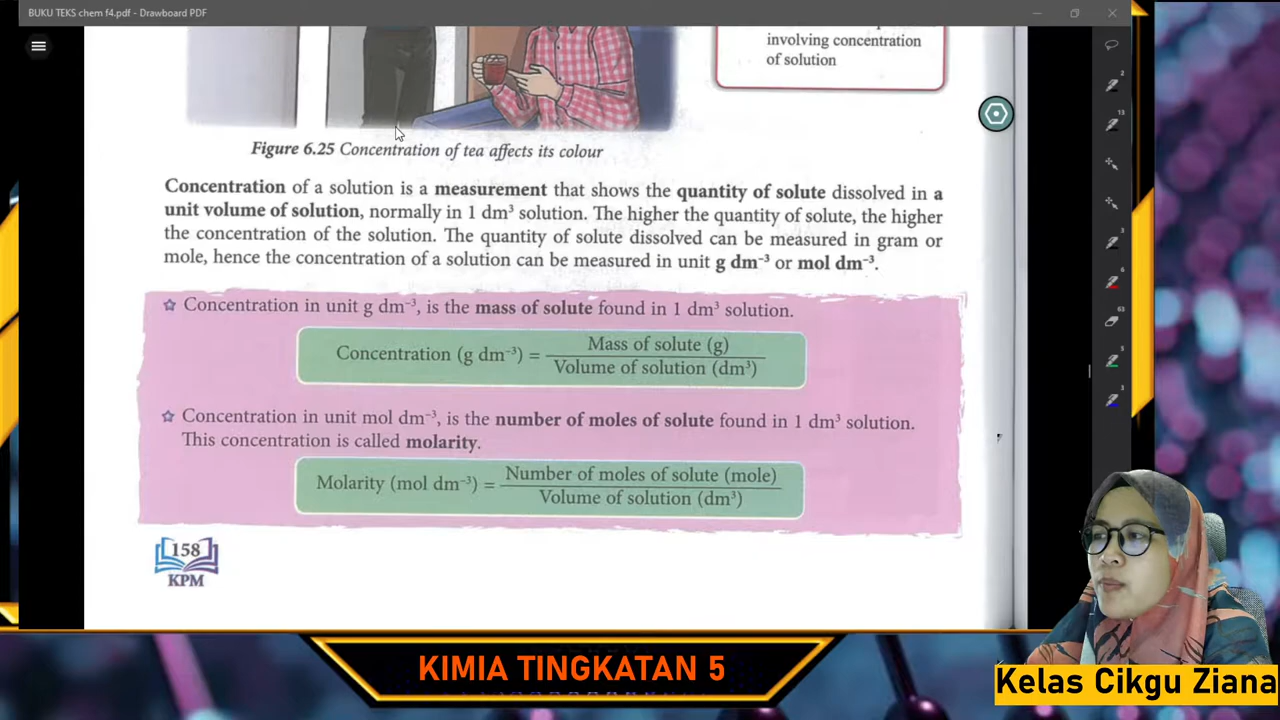 BUKU TEKS chem f4.pdf - Drawboard PDF
involving concentration
of solution
Figure 6.25 Concentration of tea affects its colour
Concentration of a solution is a measurement that shows the quantity of solute dissolved in a
unit volume of solution, normally in 1 dm³ solution. The higher the quantity of solute, the higher
the concentration of the solution. The quantity of solute dissolved can be measured in gram or
mole, hence the concentration of a solution can be measured in unit g dm⁻³ or mol dm⁻³.
☆ Concentration in unit g dm⁻³, is the mass of solute found in 1 dm³ solution.
Concentration (g dm⁻³) = Mass of solute (g)
Volume of solution (dm³)
☆ Concentration in unit mol dm⁻³, is the number of moles of solute found in 1 dm³ solution.
This concentration is called molarity.
Molarity (mol dm⁻³) = Number of moles of solute (mole)
Volume of solution (dm³)
158
KPM
2
13
3
6
63
5
3
KIMIA TINGKATAN 5
Kelas Cikgu Ziana